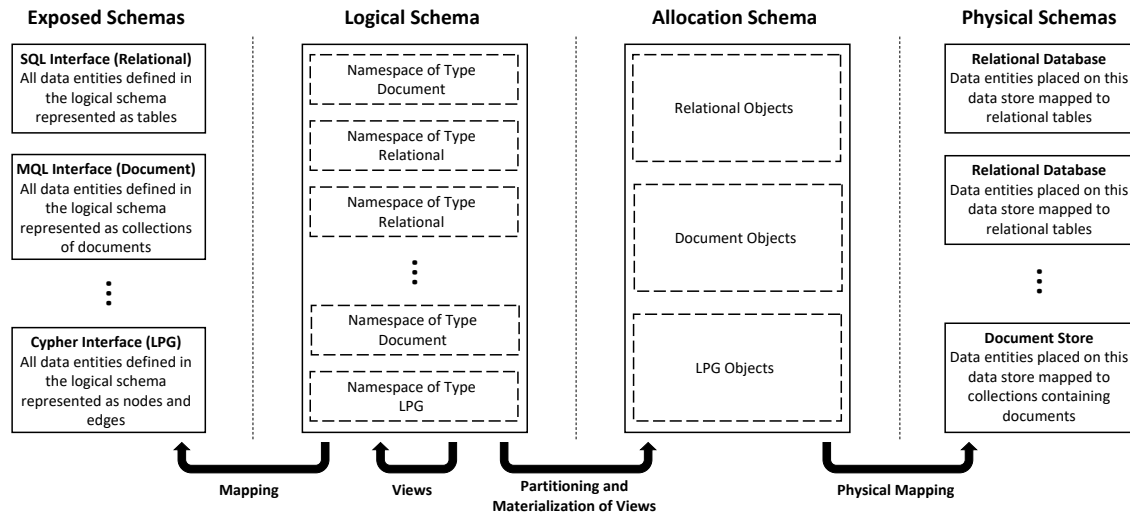 Exposed Schemas
SQL Interface (Relational)
All data entities defined in
the logical schema
represented as tables
MQL Interface (Document)
All data entities defined in
the logical schema
represented as collections
of documents
Cypher Interface (LPG)
All data entities defined in
the logical schema
represented as nodes and
edges
Logical Schema
Namespace of Type
Document
Namespace of Type
Relational
Namespace of Type
Relational
Namespace of Type
Document
Namespace of Type
LPG
Allocation Schema
Relational Objects
Document Objects
LPG Objects
Physical Schemas
Relational Database
Data entities placed on this
data store mapped to
relational tables
Relational Database
Data entities placed on this
data store mapped to
relational tables
Document Store
Data entities placed on this
data store mapped to
collections containing
documents
Mapping
Views
Partitioning and
Materialization of Views
Physical Mapping